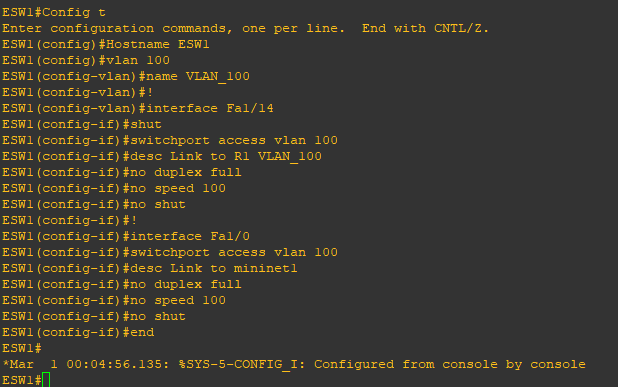 ESW1#Config t
Enter configuration commands, one per line.  End with CNTL/Z.
ESW1(config)#Hostname ESW1
ESW1(config)#vlan 100
ESW1(config-vlan)#name VLAN_100
ESW1(config-vlan)#!
ESW1(config-vlan)#interface Fa1/14
ESW1(config-if)#shut
ESW1(config-if)#switchport access vlan 100
ESW1(config-if)#desc Link to R1 VLAN_100
ESW1(config-if)#no duplex full
ESW1(config-if)#no speed 100
ESW1(config-if)#no shut
ESW1(config-if)#!
ESW1(config-if)#interface Fa1/0
ESW1(config-if)#switchport access vlan 100
ESW1(config-if)#desc Link to mininet1
ESW1(config-if)#no duplex full
ESW1(config-if)#no speed 100
ESW1(config-if)#no shut
ESW1(config-if)#end
ESW1#
*Mar  1 00:04:56.135: %SYS-5-CONFIG_I: Configured from console by console
ESW1#